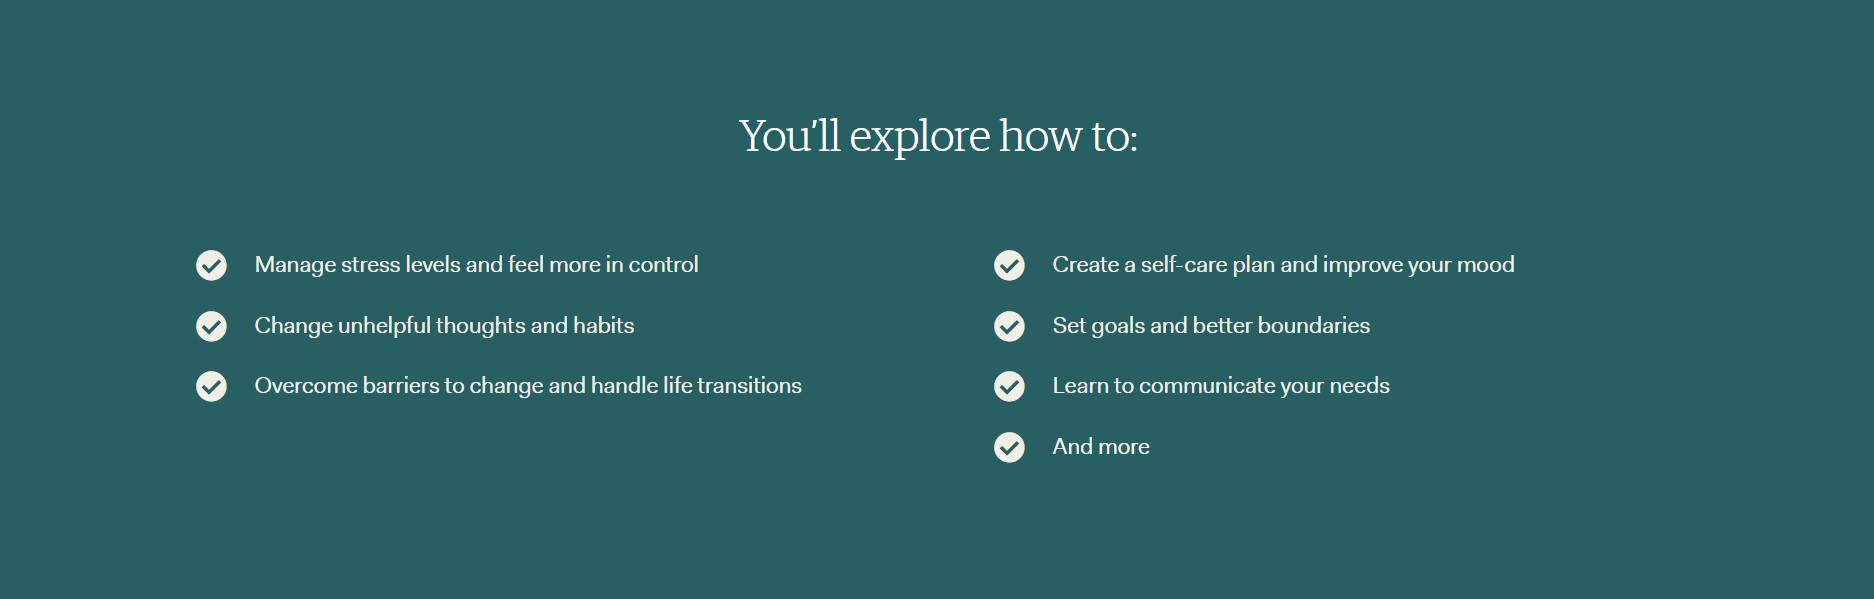 You'll explore how to:
Manage stress levels and feel more in control
Change unhelpful thoughts and habits
Overcome barriers to change and handle life transitions
Create a self-care plan and improve your mood
Set goals and better boundaries
Learn to communicate your needs
And more